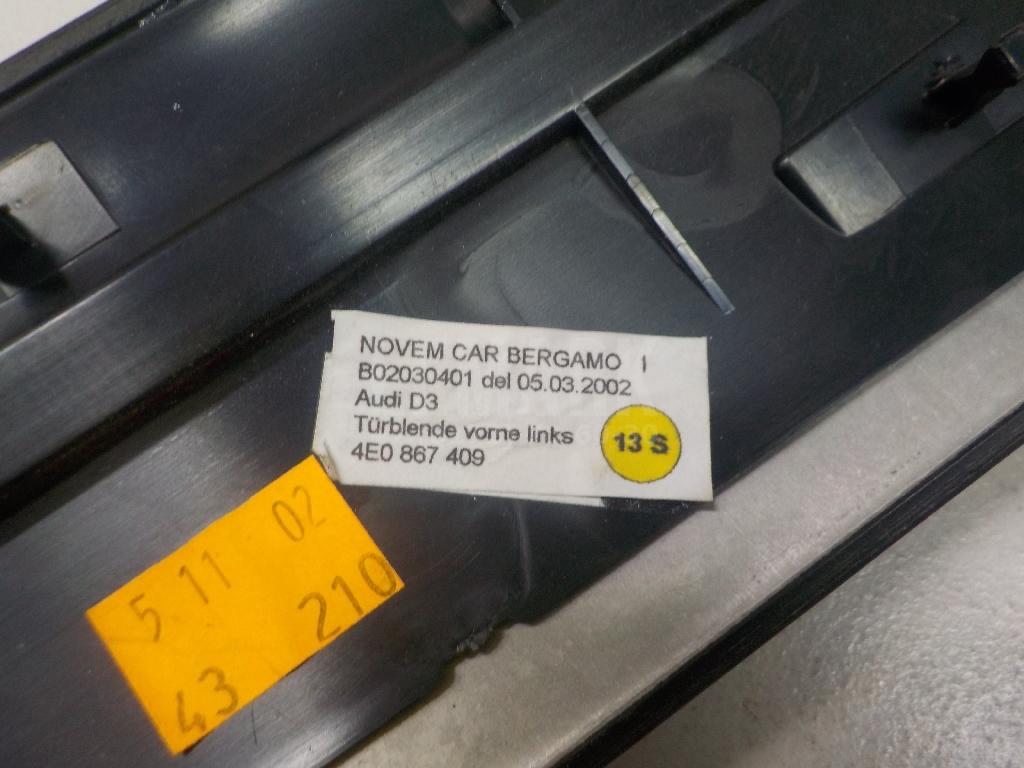 NOVEM CAR BERGAMO I
B02030401 del 05.03.2002
Audi D3
Türblende vorne links
4E0 867 409
13 S
5 11 02
43 210